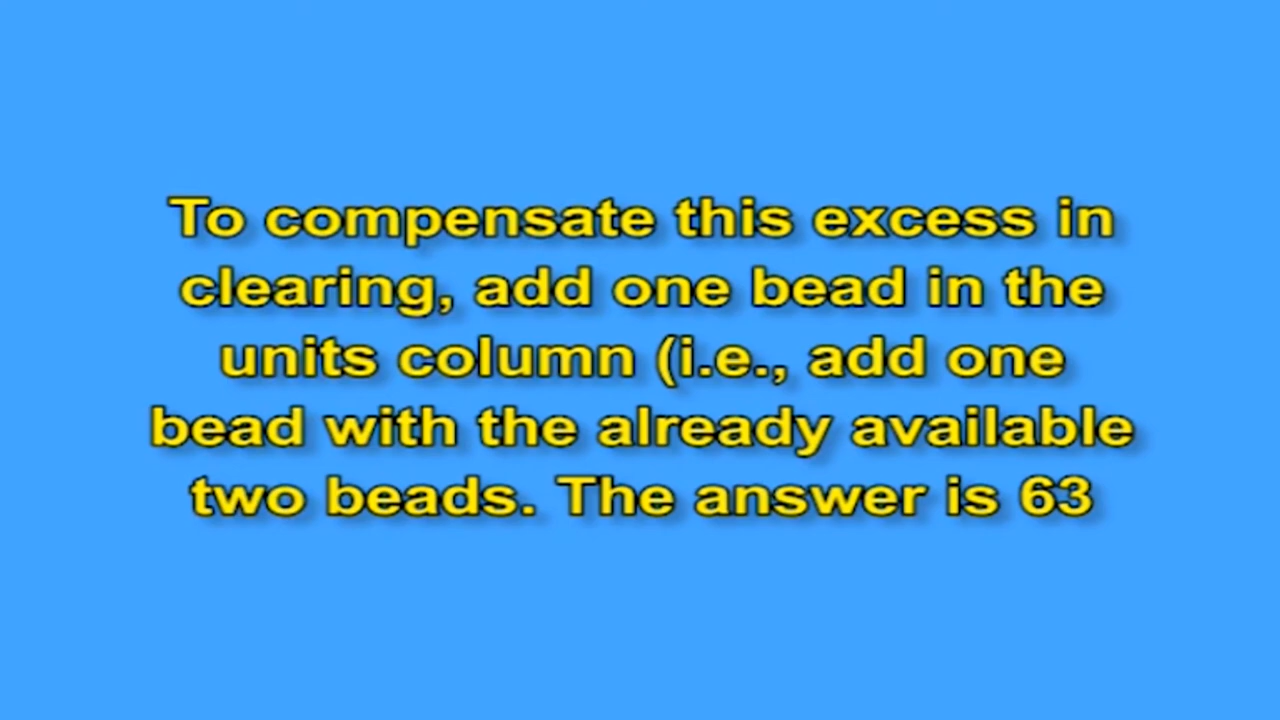 To compensate this excess in
clearing, add one bead in the
units column (i.e., add one
bead with the already available
two beads. The answer is 63